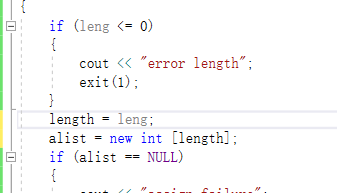 {
if (leng <= 0)
{
cout << "error length";
exit(1);
}
length = leng;
alist = new int [length];
if (alist == NULL)
{